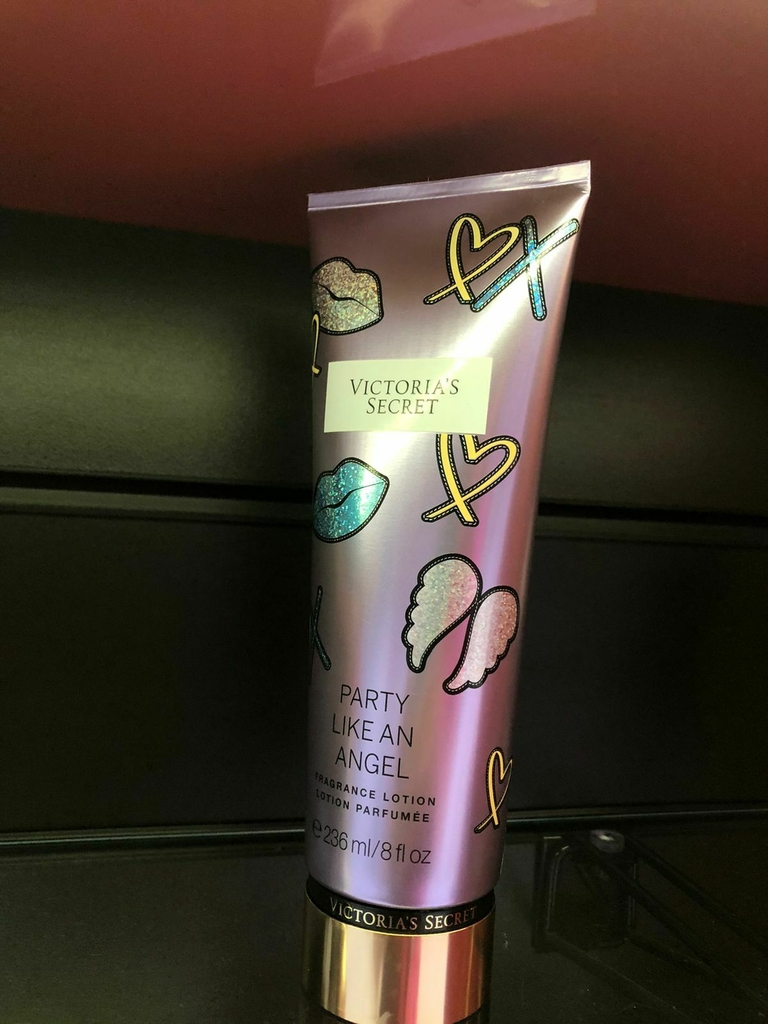 VICTORIA'S
SECRET
PARTY
LIKE AN
ANGEL
FRAGRANCE LOTION
LOTION PARFUMÉE
℮ 236 ml/8 fl oz
VICTORIA'S SECRET